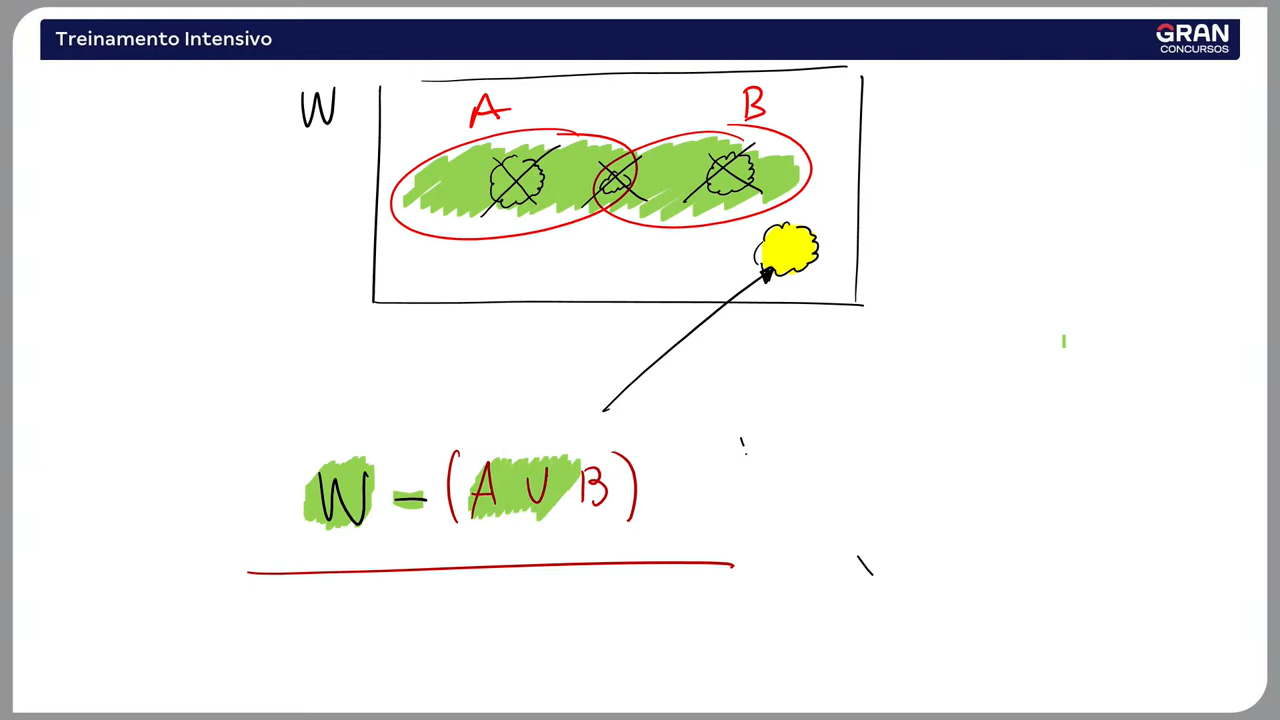 Treinamento Intensivo
GRAN
CONCURSOS
W
A
B
W - (A U B)